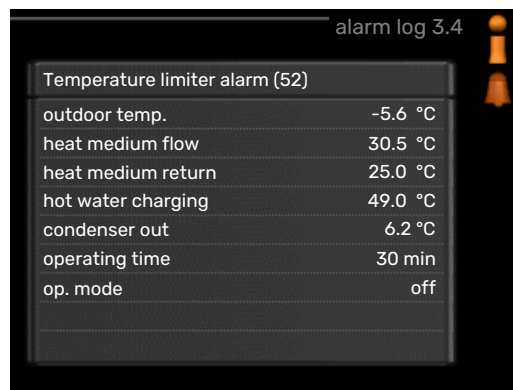 alarm log 3.4
Temperature limiter alarm (52)
outdoor temp. -5.6 °C
heat medium flow 30.5 °C
heat medium return 25.0 °C
hot water charging 49.0 °C
condenser out 6.2 °C
operating time 30 min
op. mode off